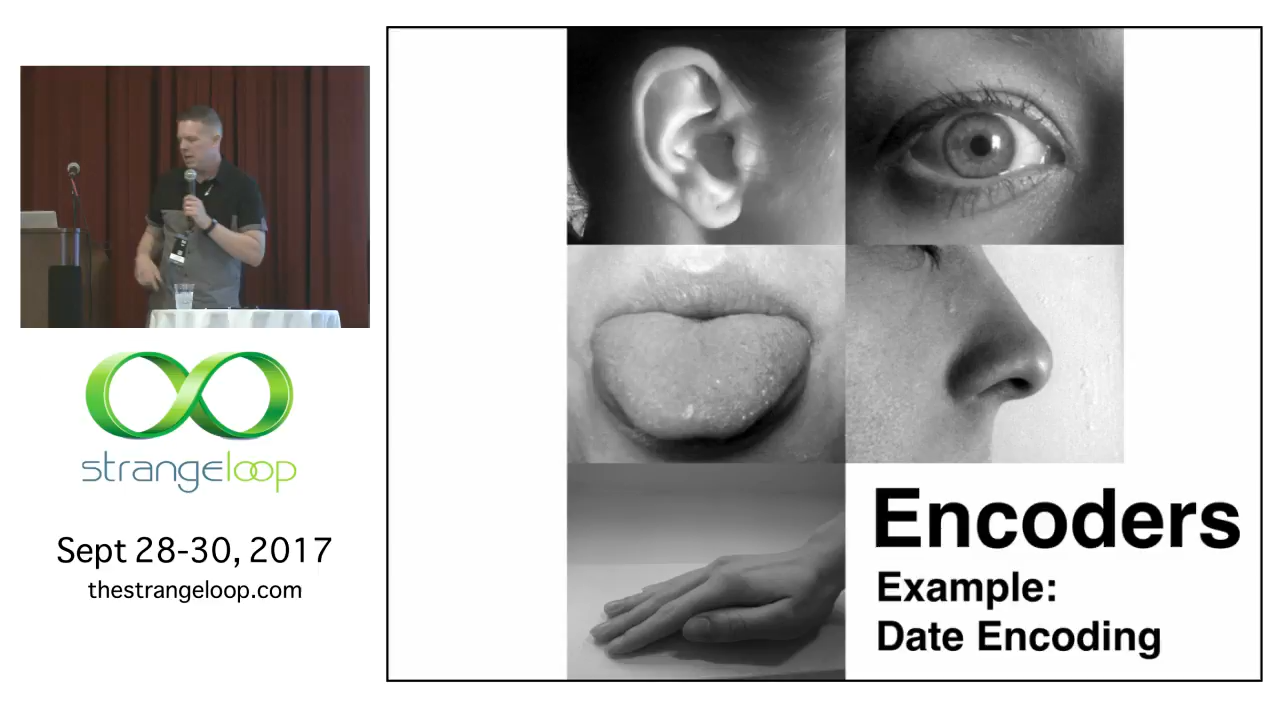 strangeloop
Sept 28-30, 2017
thestrangeloop.com
Encoders
Example:
Date Encoding